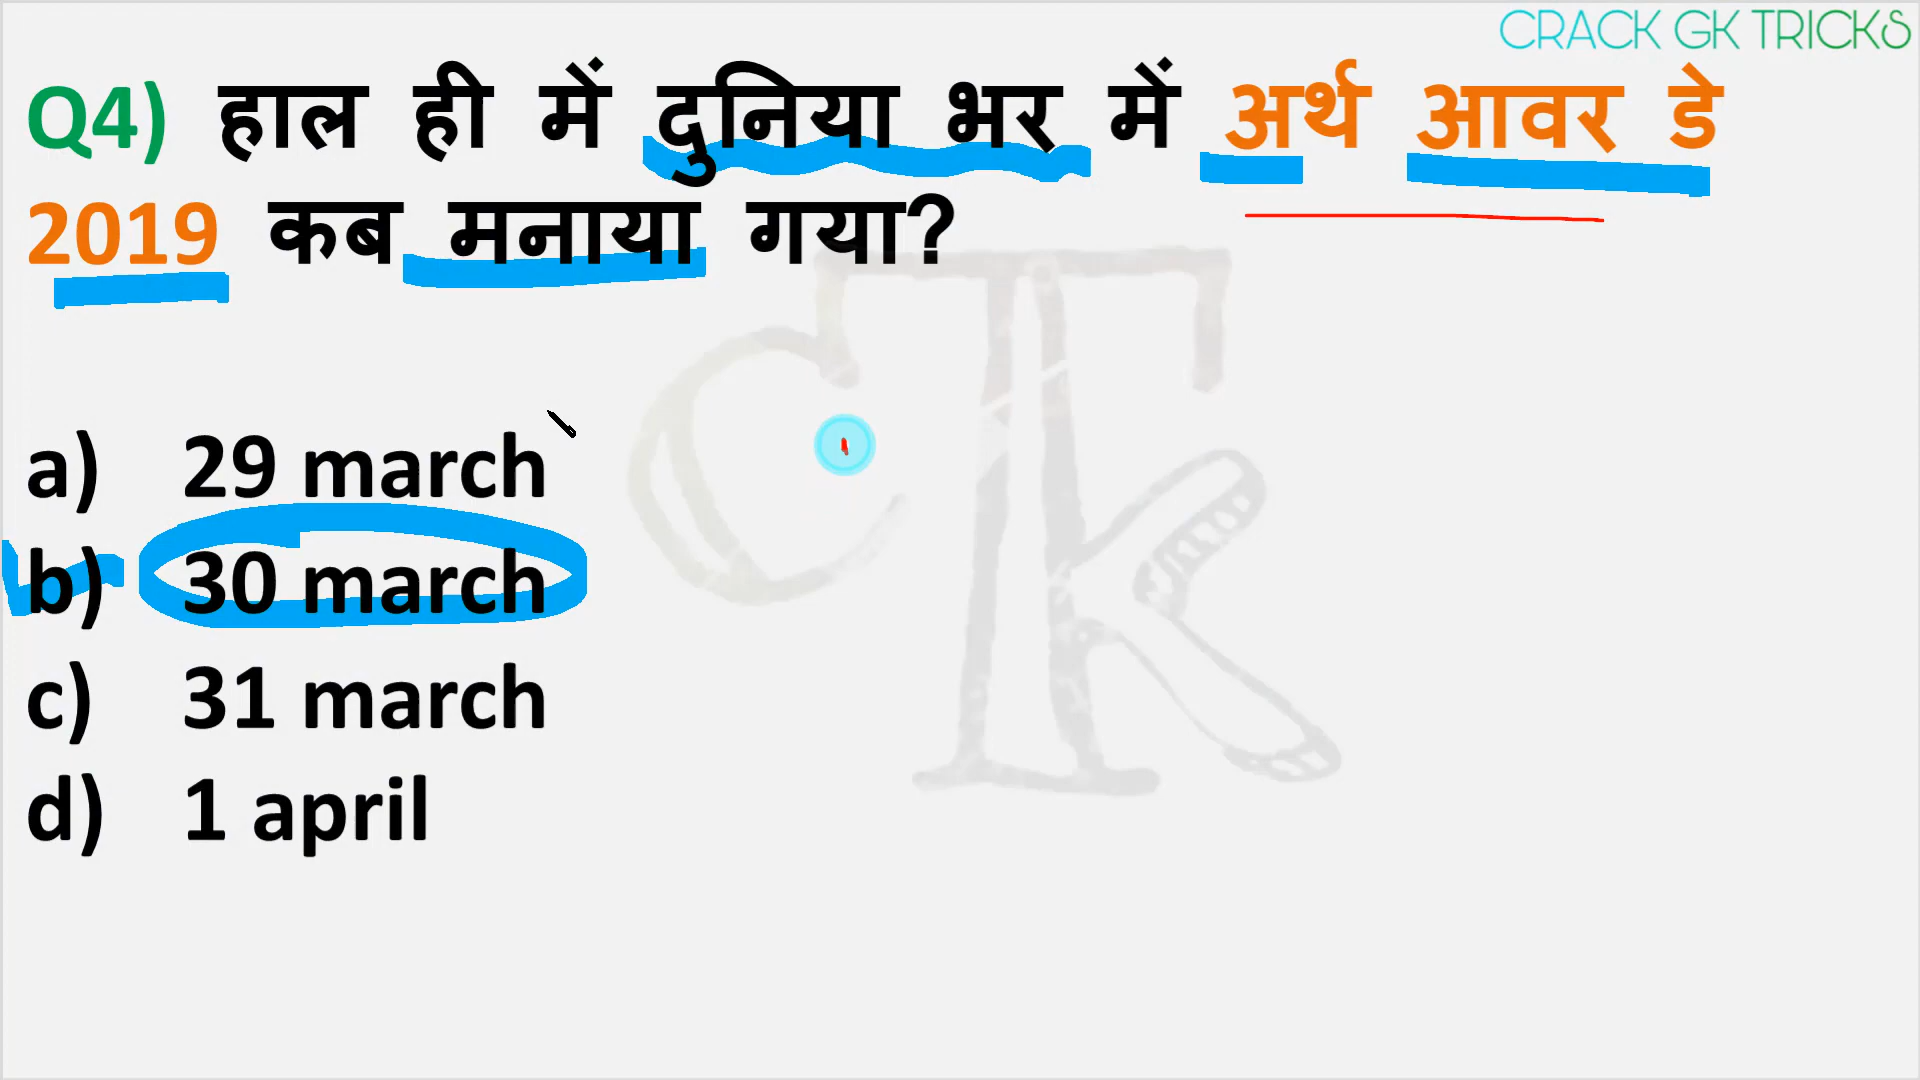 CRACK GK TRICKS
Q4) हाल ही में दुनिया भर में अर्थ आवर डे
2019 कब मनाया गया?
a) 29 march
b) 30 march
c) 31 march
d) 1 april